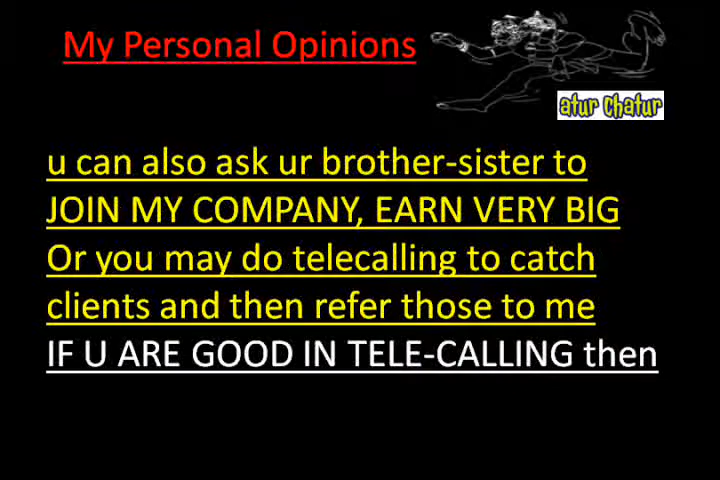 My Personal Opinions
atur chatur
u can also ask ur brother-sister to
JOIN MY COMPANY, EARN VERY BIG
Or you may do telecalling to catch
clients and then refer those to me
IF U ARE GOOD IN TELE-CALLING then